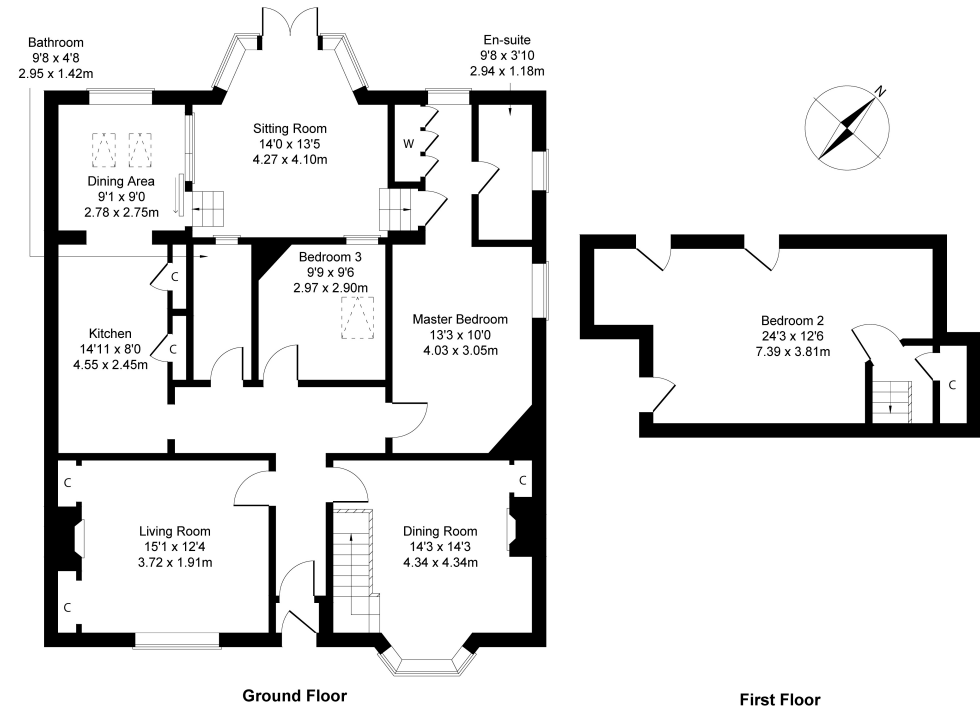 Bathroom
9'8 x 4'8
2.95 x 1.42m
En-suite
9'8 x 3'10
2.94 x 1.18m
N
Sitting Room
14'0 x 13'5
4.27 x 4.10m
W
Dining Area
9'1 x 9'0
2.78 x 2.75m
Bedroom 3
9'9 x 9'6
2.97 x 2.90m
C
Kitchen
14'11 x 8'0
4.55 x 2.45m
C
Master Bedroom
13'3 x 10'0
4.03 x 3.05m
Bedroom 2
24'3 x 12'6
7.39 x 3.81m
C
C
C
Living Room
15'1 x 12'4
3.72 x 1.91m
Dining Room
14'3 x 14'3
4.34 x 4.34m
C
Ground Floor
First Floor